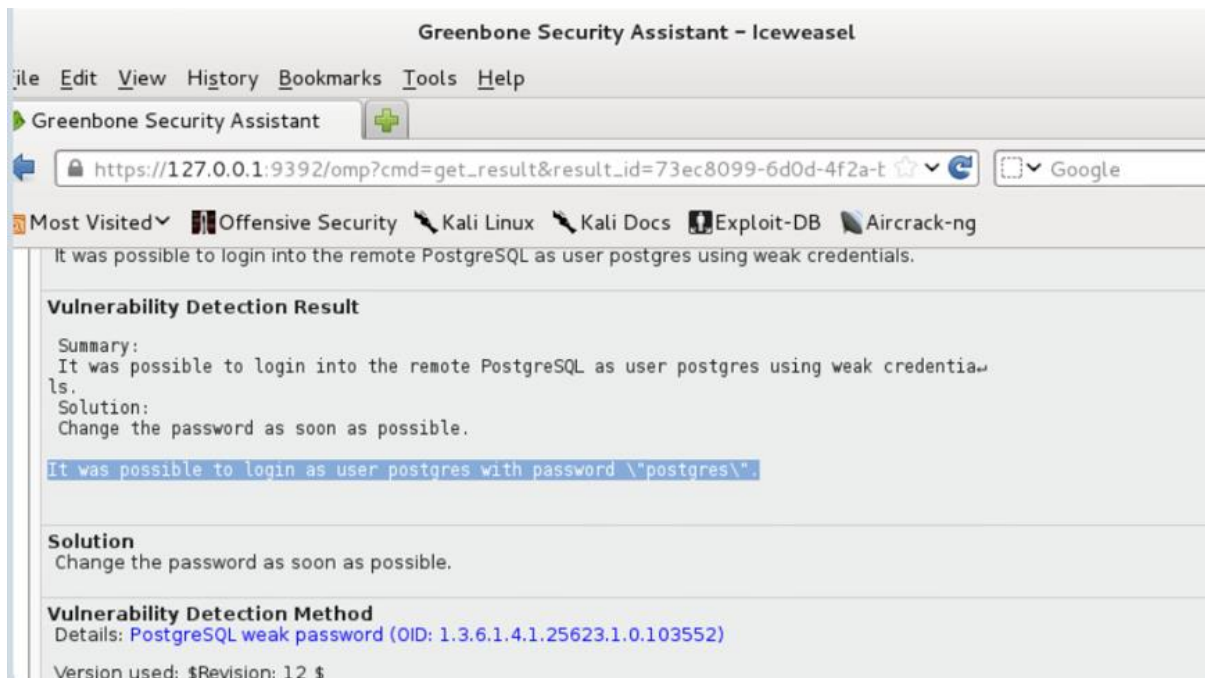 Greenbone Security Assistant – Iceweasel
File Edit View History Bookmarks Tools Help
Greenbone Security Assistant
https://127.0.0.1:9392/omp?cmd=get_result&result_id=73ec8099-6d0d-4f2a-b
Google
Most Visited Offensive Security Kali Linux Kali Docs Exploit-DB Aircrack-ng
It was possible to login into the remote PostgreSQL as user postgres using weak credentials.
Vulnerability Detection Result
Summary:
It was possible to login into the remote PostgreSQL as user postgres using weak credentia↵
ls.
Solution:
Change the password as soon as possible.
It was possible to login as user postgres with password \"postgres\".
Solution
Change the password as soon as possible.
Vulnerability Detection Method
Details: PostgreSQL weak password (OID: 1.3.6.1.4.1.25623.1.0.103552)
Version used: $Revision: 12 $